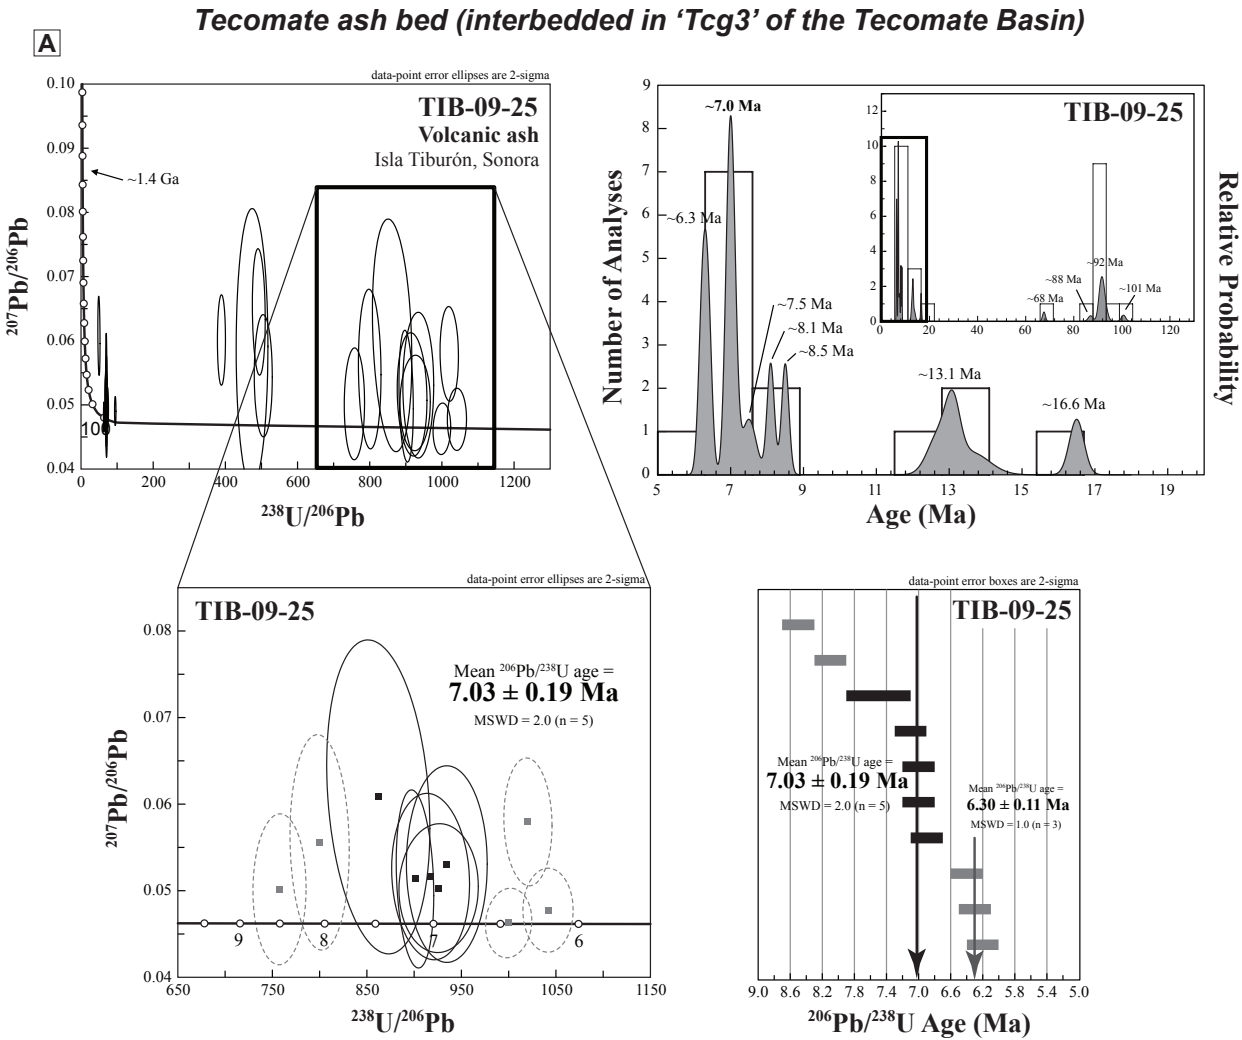 Tecomate ash bed (interbedded in ‘Tcg3’ of the Tecomate Basin)
A
data-point error ellipses are 2-sigma
TIB-09-25
Volcanic ash
Isla Tiburón, Sonora
~1.4 Ga
100
0.10
0.09
0.08
0.07
0.06
0.05
0.04
207Pb/206Pb
0 200 400 600 800 1000 1200
238U/206Pb
9
8
7
6
5
4
3
2
1
0
Number of Analyses
~7.0 Ma
~6.3 Ma
~7.5 Ma
~8.1 Ma
~8.5 Ma
~13.1 Ma
~16.6 Ma
5 7 9 11 13 15 17 19
Age (Ma)
Relative Probability
TIB-09-25
12
10
8
6
4
2
0
~68 Ma
~88 Ma
~92 Ma
~101 Ma
0 20 40 60 80 100 120
data-point error ellipses are 2-sigma
TIB-09-25
Mean 206Pb/238U age =
7.03 ± 0.19 Ma
MSWD = 2.0 (n = 5)
0.08
0.07
0.06
0.05
0.04
207Pb/206Pb
9 8 7 6
650 750 850 950 1050 1150
238U/206Pb
data-point error boxes are 2-sigma
TIB-09-25
Mean 206Pb/238U age =
7.03 ± 0.19 Ma
MSWD = 2.0 (n = 5)
Mean 206Pb/238U age =
6.30 ± 0.11 Ma
MSWD = 1.0 (n = 3)
9.0 8.6 8.2 7.8 7.4 7.0 6.6 6.2 5.8 5.4 5.0
206Pb/238U Age (Ma)